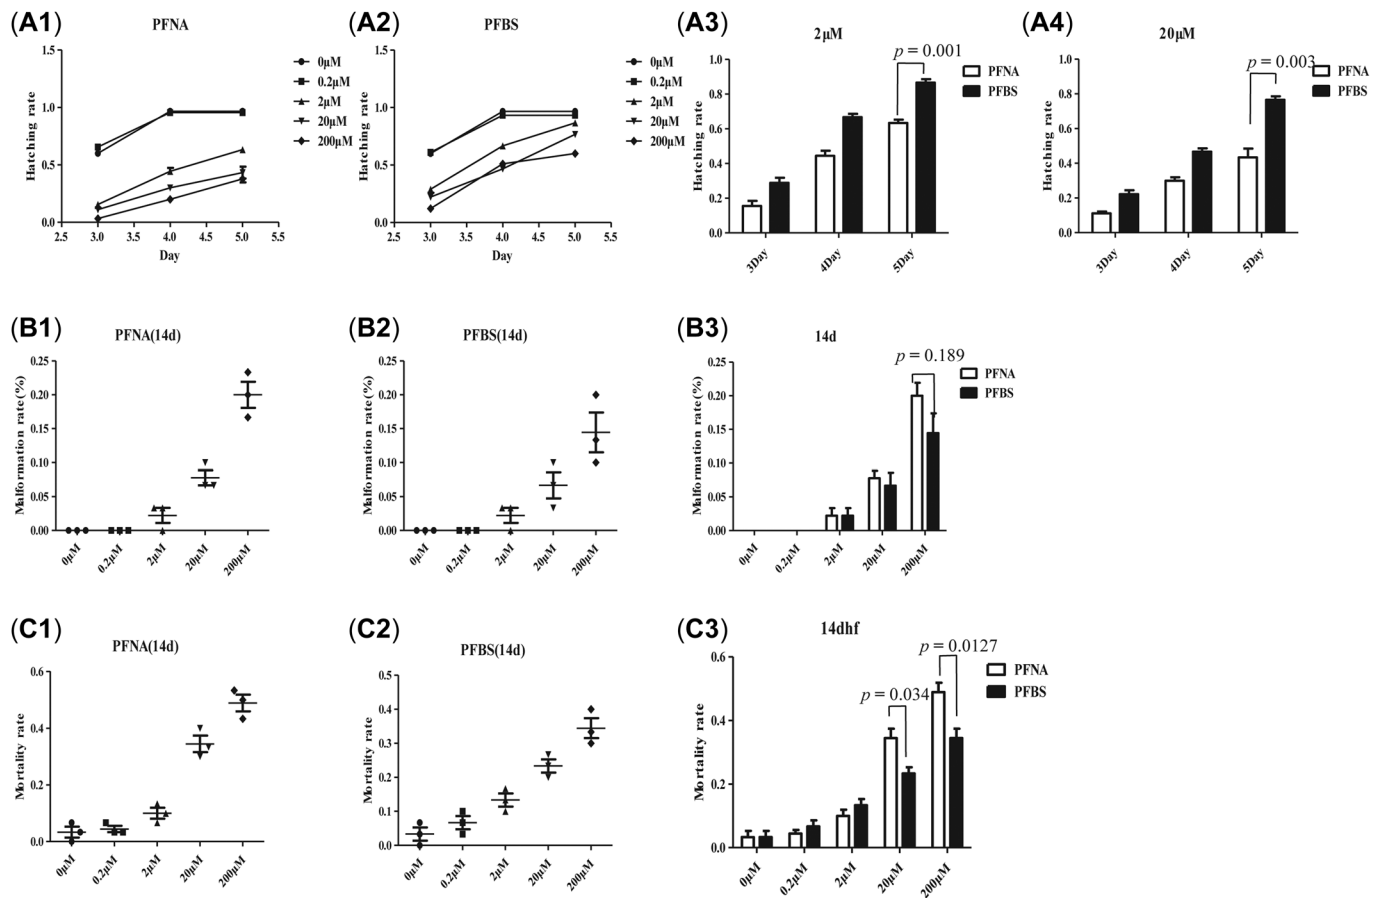 (A1)
PFNA
Hatching rate
1.5
1.0
0.5
0.0
2.5 3.0 3.5 4.0 4.5 5.0 5.5
Day
0μM
0.2μM
2μM
20μM
200μM
(A2)
PFBS
Hatching rate
1.5
1.0
0.5
0.0
2.5 3.0 3.5 4.0 4.5 5.0 5.5
Day
0μM
0.2μM
2μM
20μM
200μM
(A3)
2μM
p = 0.001
Hatching rate
1.0
0.8
0.6
0.4
0.2
0.0
3Day 4Day 5Day
PFNA
PFBS
(A4)
20μM
p = 0.003
Hatching rate
1.0
0.8
0.6
0.4
0.2
0.0
3Day 4Day 5Day
PFNA
PFBS
(B1)
PFNA(14d)
Malformation rate(%)
0.25
0.20
0.15
0.10
0.05
0.00
0μM 0.2μM 2μM 20μM 200μM
(B2)
PFBS(14d)
Malformation rate(%)
0.25
0.20
0.15
0.10
0.05
0.00
0μM 0.2μM 2μM 20μM 200μM
(B3)
14d
p = 0.189
Malformation rate(%)
0.25
0.20
0.15
0.10
0.05
0.00
0μM 0.2μM 2μM 20μM 200μM
PFNA
PFBS
(C1)
PFNA(14d)
Mortality rate
0.6
0.4
0.2
0.0
0μM 0.2μM 2μM 20μM 200μM
(C2)
PFBS(14d)
Mortality rate
0.5
0.4
0.3
0.2
0.1
0.0
0μM 0.2μM 2μM 20μM 200μM
(C3)
14dhf
p = 0.0127
p = 0.034
Mortality rate
0.6
0.4
0.2
0.0
0μM 0.2μM 2μM 20μM 200μM
PFNA
PFBS